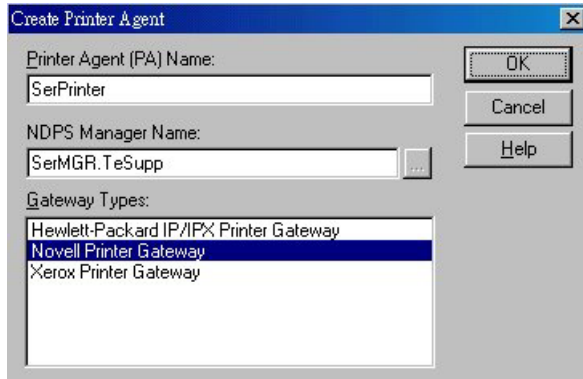 Create Printer Agent
Printer Agent (PA) Name:
SerPrinter
NDPS Manager Name:
SerMGR.TeSupp
...
Gateway Types:
Hewlett-Packard IP/IPX Printer Gateway
Novell Printer Gateway
Xerox Printer Gateway
OK
Cancel
Help